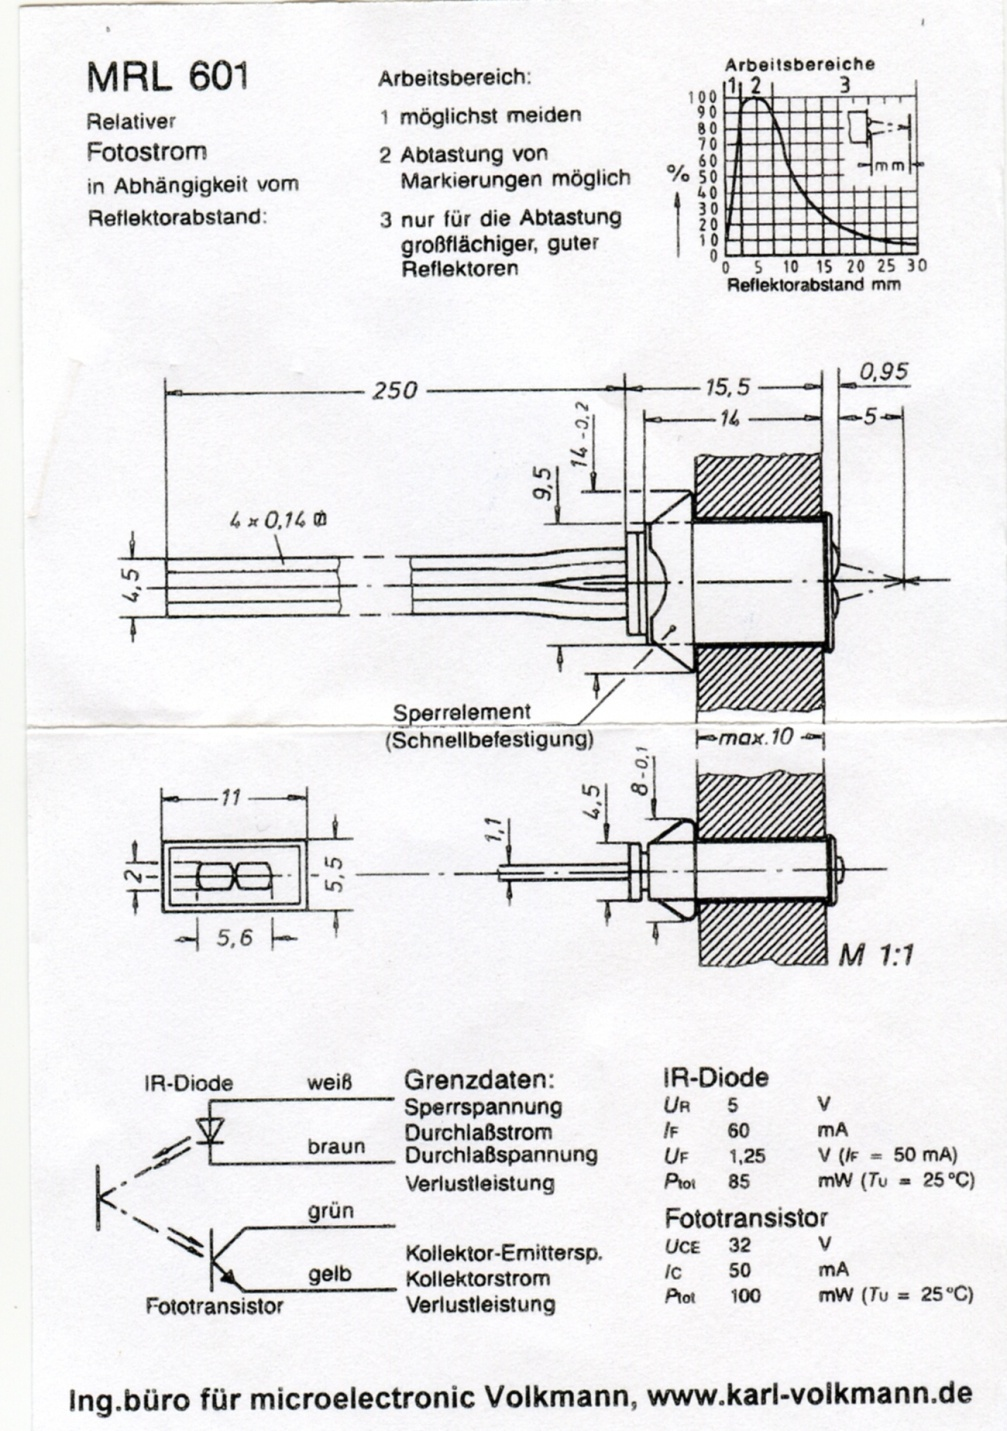 MRL 601
Relativer
Fotostrom
in Abhängigkeit vom
Reflektorabstand:
Arbeitsbereich:
1 möglichst meiden
2 Abtastung von
Markierungen möglich
3 nur für die Abtastung
großflächiger, guter
Reflektoren
Arbeitsbereiche
1 2 3
100
90
80
70
60
50
40
30
20
10
0
%
mm
0 5 10 15 20 25 30
Reflektorabstand mm
250
15,5
0,95
14
5
14-0,2
9,5
4 x 0,14
4,5
Sperrelement
(Schnellbefestigung)
max.10
11
2
5,5
5,6
1,1
4,5
8-0,1
M 1:1
IR-Diode weiß
braun
grün
gelb
Fototransistor
Grenzdaten: IR-Diode
Sperrspannung UR 5 V
Durchlaßstrom IF 60 mA
Durchlaßspannung UF 1,25 V (IF = 50 mA)
Verlustleistung Ptot 85 mW (TU = 25°C)
Fototransistor
Kollektor-Emittersp. UCE 32 V
Kollektorstrom IC 50 mA
Verlustleistung Ptot 100 mW (TU = 25°C)
Ing.büro für microelectronic Volkmann, www.karl-volkmann.de